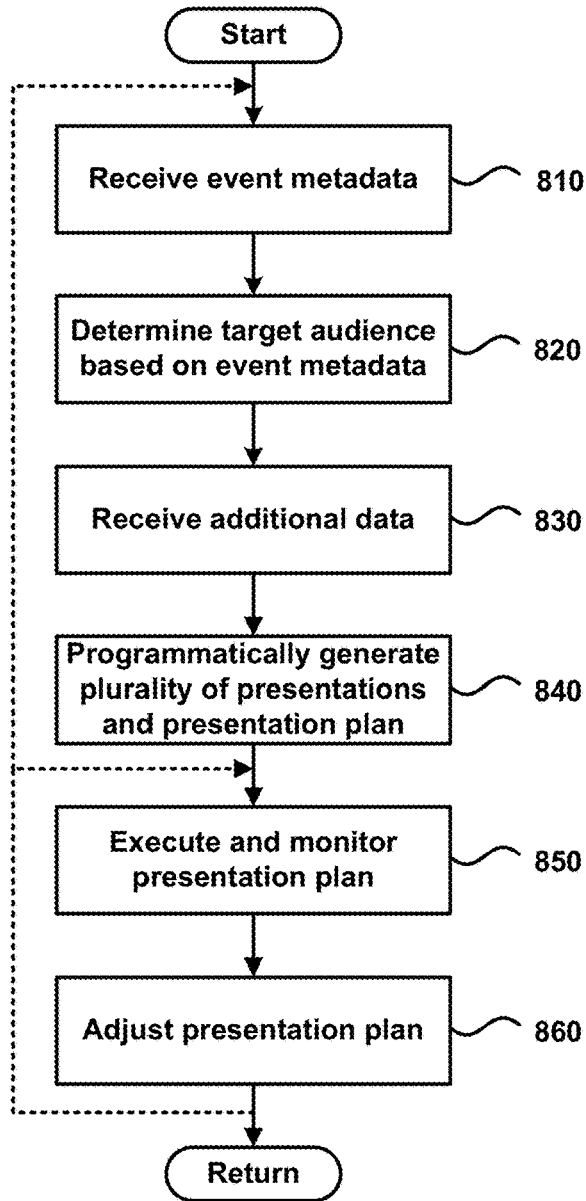 Start
Receive event metadata
810
Determine target audience
based on event metadata
820
Receive additional data
830
Programmatically generate
plurality of presentations
and presentation plan
840
Execute and monitor
presentation plan
850
Adjust presentation plan
860
Return